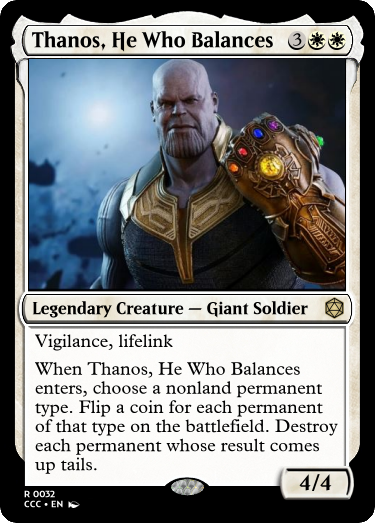 Thanos, He Who Balances 3
Legendary Creature — Giant Soldier
Vigilance, lifelink
When Thanos, He Who Balances
enters, choose a nonland permanent
type. Flip a coin for each permanent
of that type on the battlefield. Destroy
each permanent whose result comes
up tails.
4/4
R 0032
CCC • EN